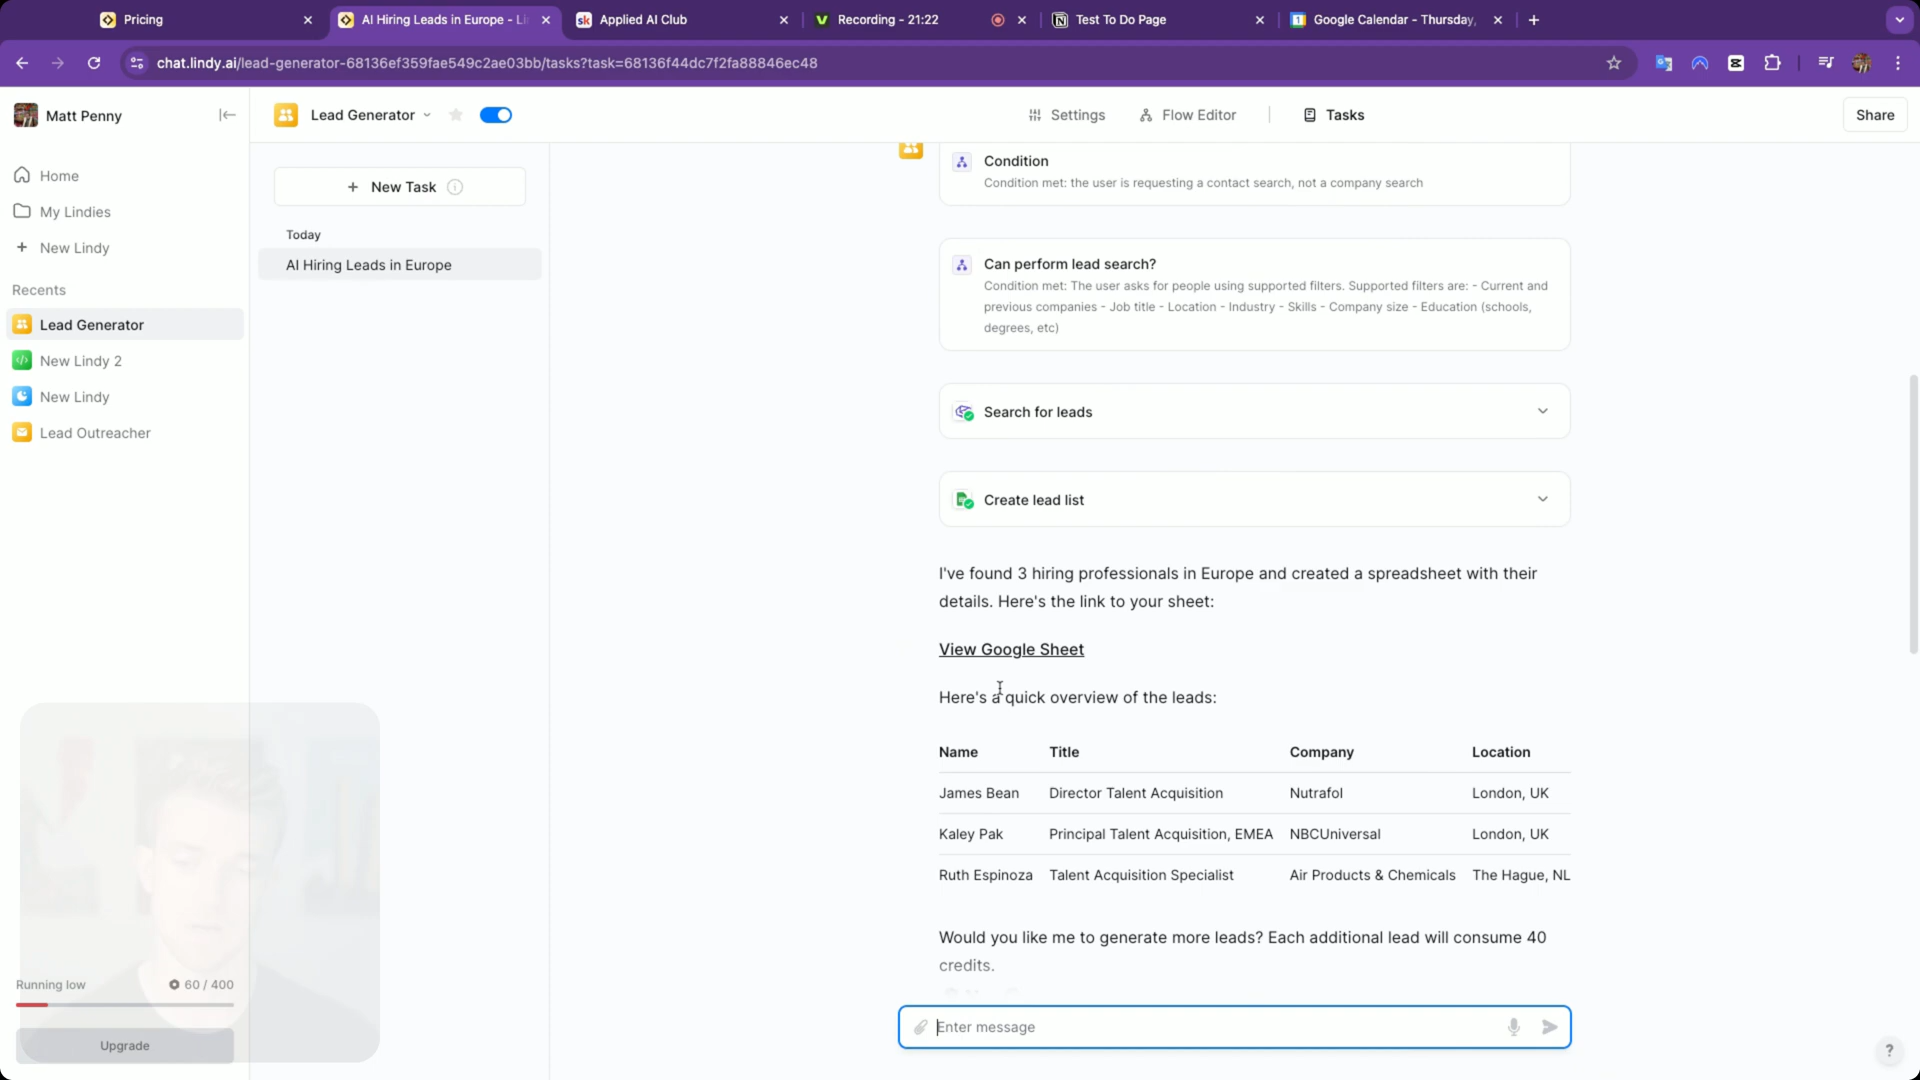 Pricing
AI Hiring Leads in Europe - Li
Applied AI Club
Recording - 21:22
Test To Do Page
Google Calendar - Thursday,
chat.lindy.ai/lead-generator-68136ef359fae549c2ae03bb/tasks?task=68136f44dc7f2fa88846ec48
Matt Penny
Lead Generator
Settings
Flow Editor
Tasks
Share
Home
My Lindies
New Lindy
Recents
Lead Generator
New Lindy 2
New Lindy
Lead Outreacher
Running low 60 / 400
Upgrade
New Task
Today
AI Hiring Leads in Europe
Condition
Condition met: the user is requesting a contact search, not a company search
Can perform lead search?
Condition met: The user asks for people using supported filters. Supported filters are: - Current and
previous companies - Job title - Location - Industry - Skills - Company size - Education (schools,
degrees, etc)
Search for leads
Create lead list
I've found 3 hiring professionals in Europe and created a spreadsheet with their
details. Here's the link to your sheet:
View Google Sheet
Here's a quick overview of the leads:
Name Title Company Location
James Bean Director Talent Acquisition Nutrafol London, UK
Kaley Pak Principal Talent Acquisition, EMEA NBCUniversal London, UK
Ruth Espinoza Talent Acquisition Specialist Air Products & Chemicals The Hague, NL
Would you like me to generate more leads? Each additional lead will consume 40
credits.
Enter message
?